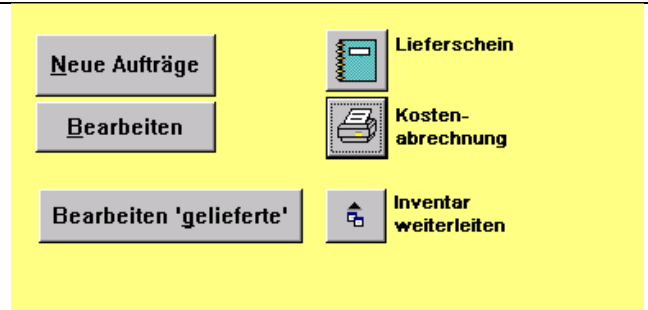 Neue Aufträge
Lieferschein
Bearbeiten
Kosten-
abrechnung
Bearbeiten 'gelieferte'
Inventar
weiterleiten